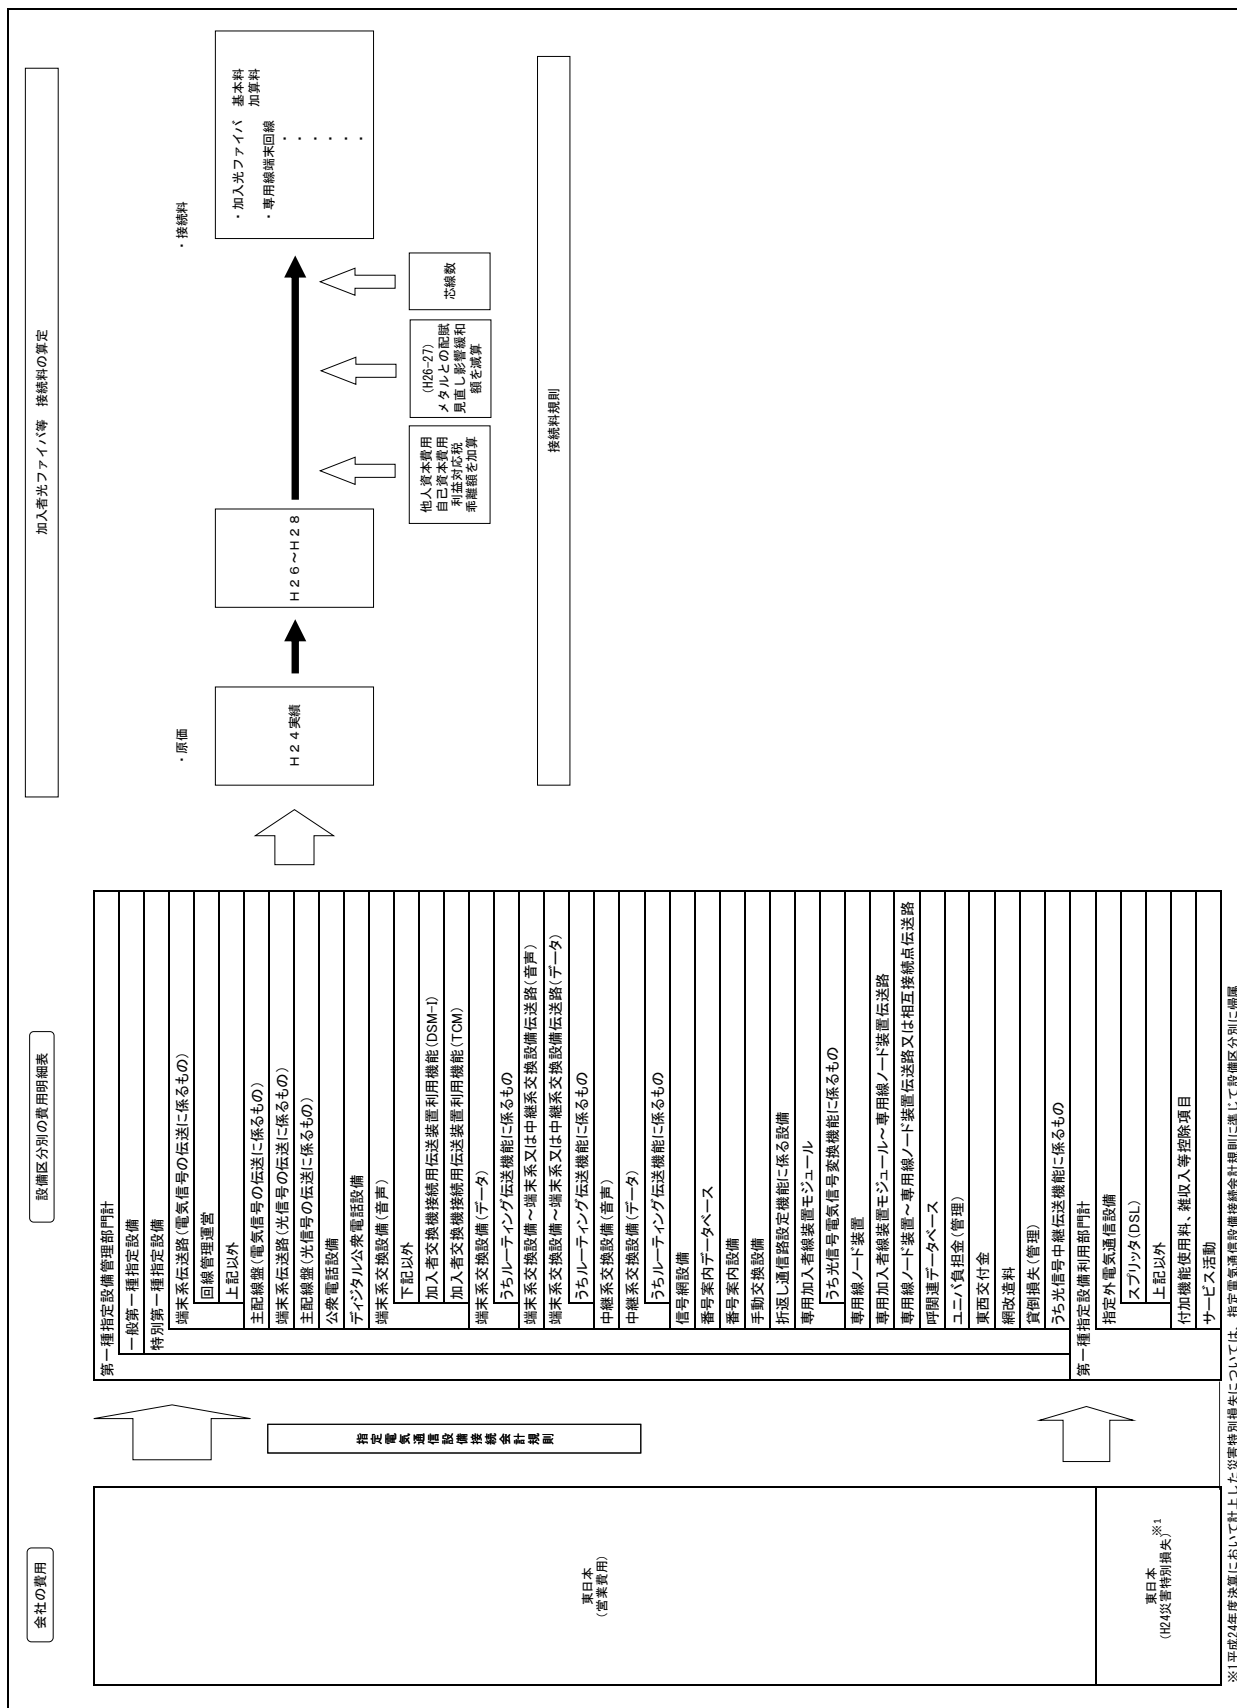 会社の費用
設備区分別の費用明細表
加入者光ファイバ等　接続料の算定
東日本
(営業費用)
東日本
(H24災害特別損失)※1
指定電気通信設備接続会計規則
第一種指定設備管理部門計
一般第一種指定設備
特別第一種指定設備
端末系伝送路(電気信号の伝送に係るもの)
回線管理運営
上記以外
主配線盤(電気信号の伝送に係るもの)
端末系伝送路(光信号の伝送に係るもの)
主配線盤(光信号の伝送に係るもの)
公衆電話設備
ディジタル公衆電話設備
端末系交換設備(音声)
下記以外
加入者交換機接続用伝送装置利用機能(DSM-I)
加入者交換機接続用伝送装置利用機能(TCM)
端末系交換設備(データ)
うちルーティング伝送機能に係るもの
端末系交換設備～端末系又は中継系交換設備伝送路(音声)
端末系交換設備～端末系又は中継系交換設備伝送路(データ)
うちルーティング伝送機能に係るもの
中継系交換設備(音声)
中継系交換設備(データ)
うちルーティング伝送機能に係るもの
信号網設備
番号案内データベース
番号案内設備
手動交換設備
折返し通信路設定機能に係る設備
専用加入者線装置モジュール
うち光信号電気信号変換機能に係るもの
専用線ノード装置
専用加入者線装置モジュール～専用線ノード装置伝送路
専用線ノード装置～専用線ノード装置伝送路又は相互接続点伝送路
呼関連データベース
ユニバ負担金(管理)
東西交付金
網改造料
貸倒損失(管理)
うち光信号中継伝送機能に係るもの
第一種指定設備利用部門計
指定外電気通信設備
スプリッタ(DSL)
上記以外
付加機能使用料、雑収入等控除項目
サービス活動
・原価
H24実績
H26～H28
他人資本費用
自己資本費用
利益対応税
乖離額を加算
(H26-27)
メタルとの配賦
見直し影響緩和
額を減算
芯線数
・接続料
・加入光ファイバ　基本料
加算料
・専用線端末回線
・
・
・
・
・
・
接続料規則
※1平成24年度決算において計上した災害特別損失については、指定電気通信設備接続会計規則に準じて設備区分別に帰属